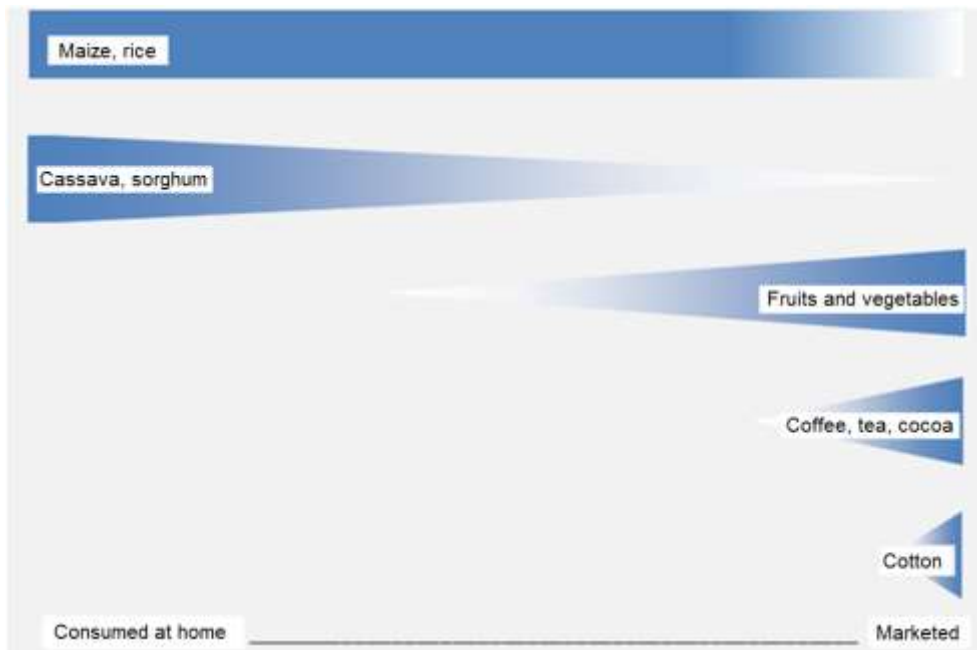 Maize, rice
Cassava, sorghum
Fruits and vegetables
Coffee, tea, cocoa
Cotton
Consumed at home
Marketed